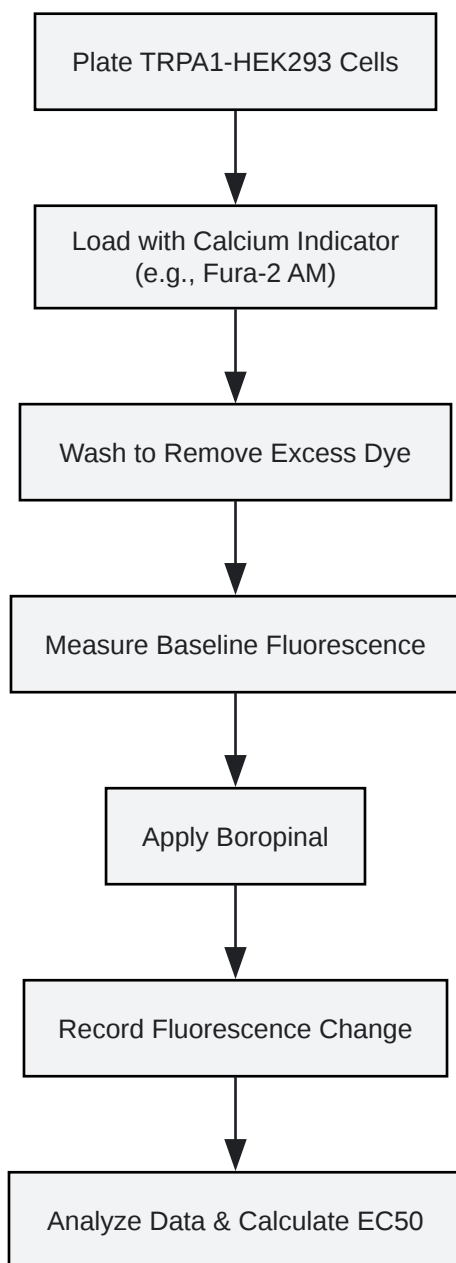 Plate TRPA1-HEK293 Cells
Load with Calcium Indicator
(e.g., Fura-2 AM)
Wash to Remove Excess Dye
Measure Baseline Fluorescence
Apply Boropinal
Record Fluorescence Change
Analyze Data & Calculate EC50